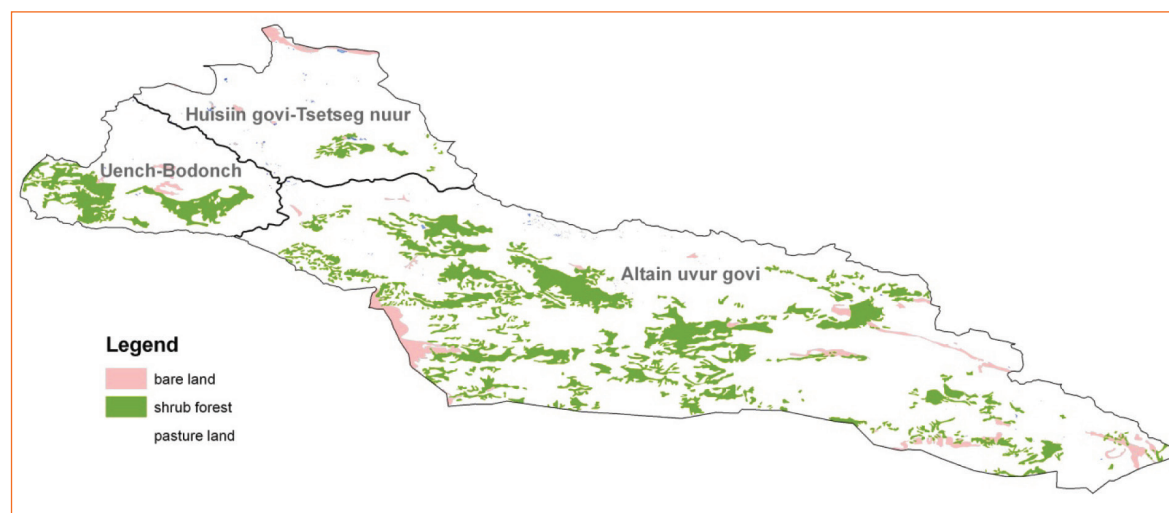 Huisiin govi-Tsetseg nuur
Uench-Bodonch
Altain uvur govi
Legend
bare land
shrub forest
pasture land